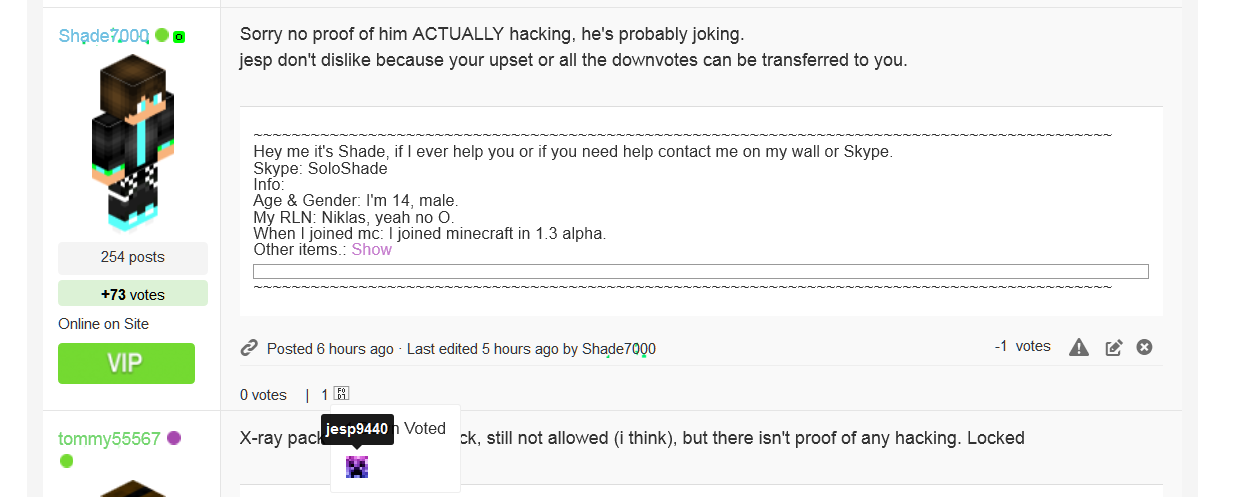 Shade7000
Sorry no proof of him ACTUALLY hacking, he's probably joking.
jesp don't dislike because your upset or all the downvotes can be transferred to you.
~~~~~~~~~~~~~~~~~~~~~~~~~~~~~~~~~~~~~~~~~~~~~~~~~~~~~~~~~~~~~~~~~~~~~~~~~~~~~~~~~~~~~~~~~~~~
Hey me it's Shade, if I ever help you or if you need help contact me on my wall or Skype.
Skype: SoloShade
Info:
Age & Gender: I'm 14, male.
My RLN: Niklas, yeah no O.
When I joined mc: I joined minecraft in 1.3 alpha.
Other items.: Show
~~~~~~~~~~~~~~~~~~~~~~~~~~~~~~~~~~~~~~~~~~~~~~~~~~~~~~~~~~~~~~~~~~~~~~~~~~~~~~~~~~~~~~~~~~~~
254 posts
+73 votes
Online on Site
VIP
Posted 6 hours ago · Last edited 5 hours ago by Shade7000
-1 votes
0 votes | 1
jesp9440
n Voted
tommy55567
X-ray pack ck, still not allowed (i think), but there isn't proof of any hacking. Locked